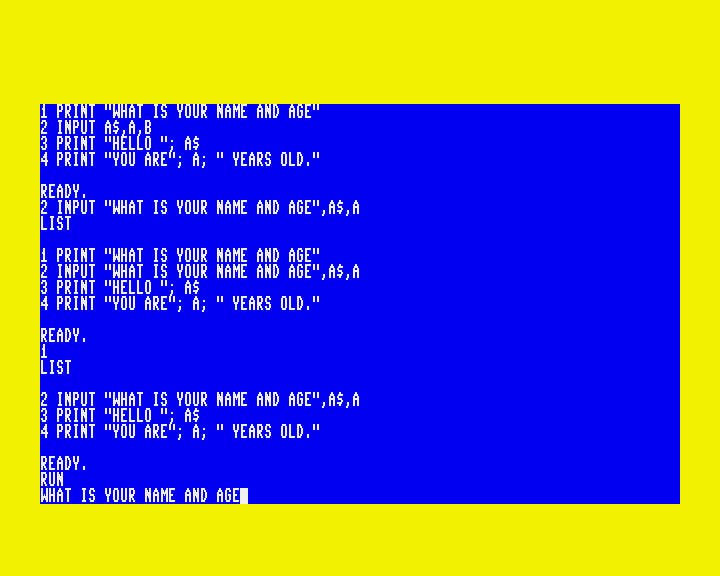 1 PRINT "WHAT IS YOUR NAME AND AGE"
2 INPUT A$,A,B
3 PRINT "HELLO "; A$
4 PRINT "YOU ARE"; A; " YEARS OLD."
READY.
2 INPUT "WHAT IS YOUR NAME AND AGE",A$,A
LIST
1 PRINT "WHAT IS YOUR NAME AND AGE"
2 INPUT "WHAT IS YOUR NAME AND AGE",A$,A
3 PRINT "HELLO "; A$
4 PRINT "YOU ARE"; A; " YEARS OLD."
READY.
1
LIST
2 INPUT "WHAT IS YOUR NAME AND AGE",A$,A
3 PRINT "HELLO "; A$
4 PRINT "YOU ARE"; A; " YEARS OLD."
READY.
RUN
WHAT IS YOUR NAME AND AGE